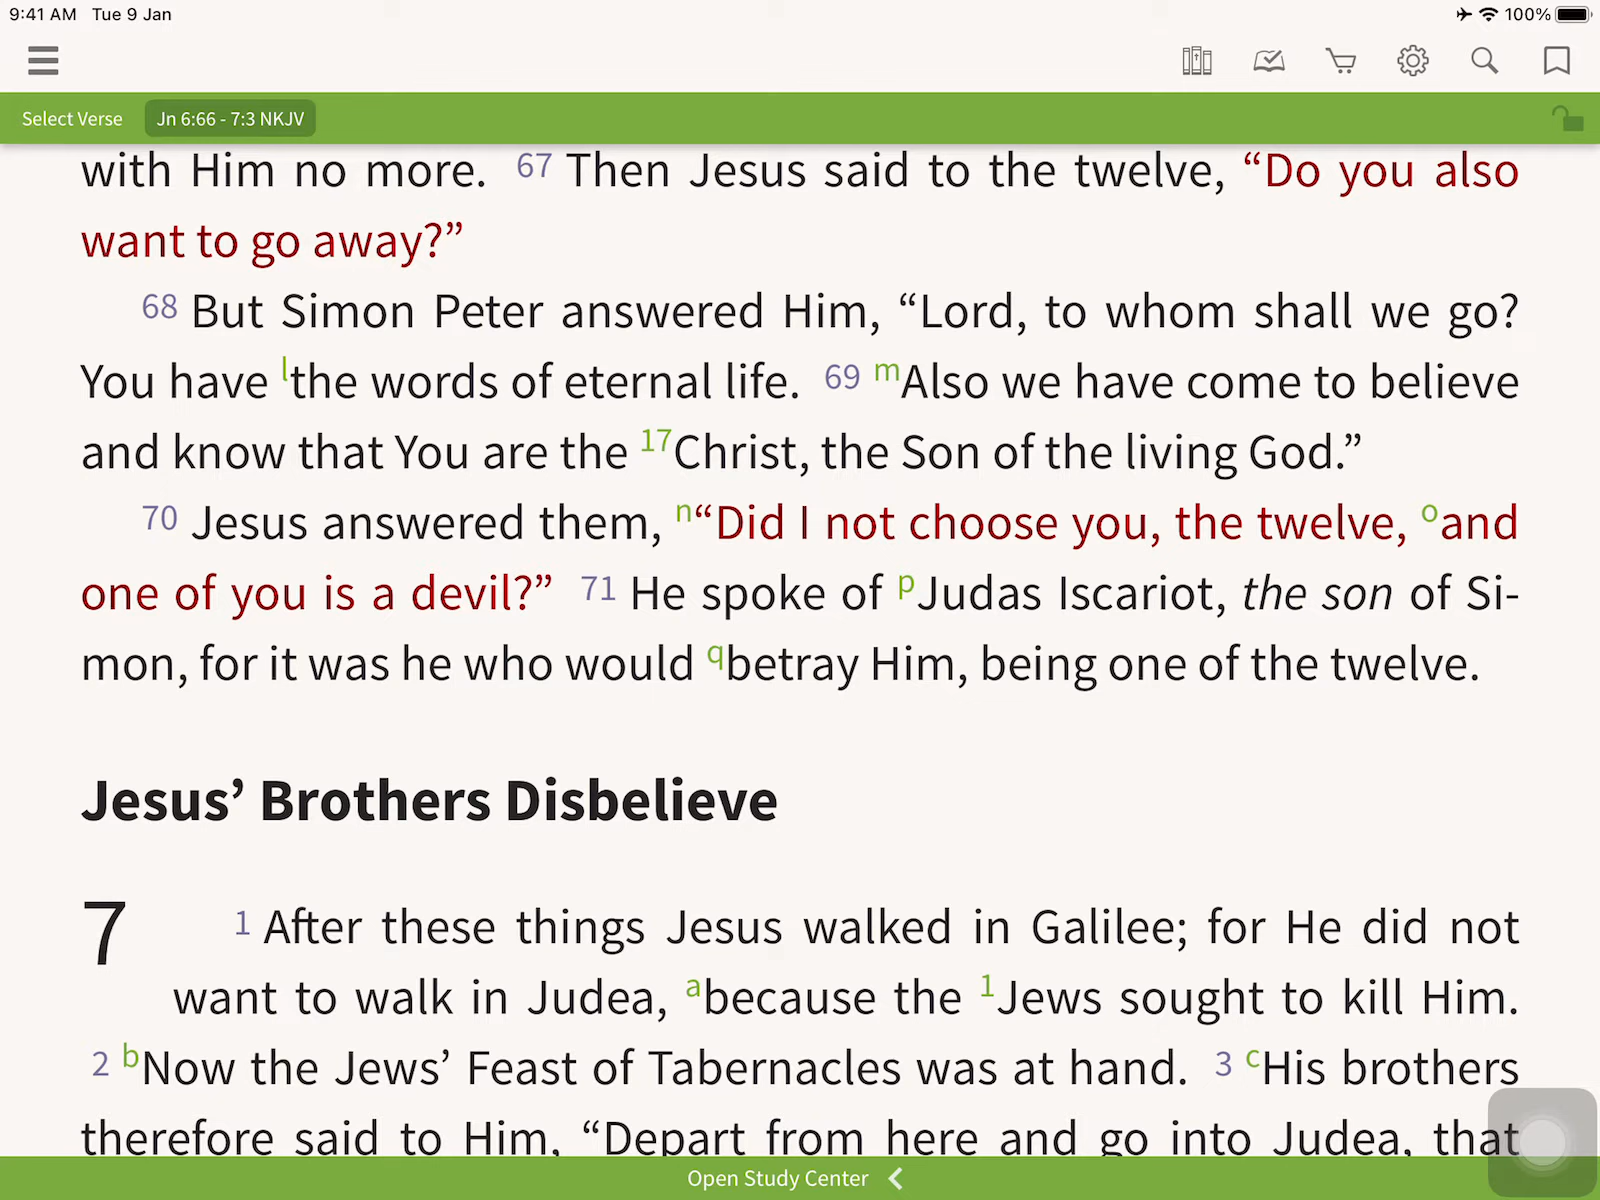 9:41 AM Tue 9 Jan 100%
Select Verse Jn 6:66 - 7:3 NKJV
with Him no more. 67 Then Jesus said to the twelve, “Do you also
want to go away?”
68 But Simon Peter answered Him, “Lord, to whom shall we go?
You have lthe words of eternal life. 69 mAlso we have come to believe
and know that You are the 17Christ, the Son of the living God.”
70 Jesus answered them, n“Did I not choose you, the twelve, oand
one of you is a devil?” 71 He spoke of pJudas Iscariot, the son of Si-
mon, for it was he who would qbetray Him, being one of the twelve.
Jesus’ Brothers Disbelieve
7 1 After these things Jesus walked in Galilee; for He did not
want to walk in Judea, abecause the 1Jews sought to kill Him.
2 bNow the Jews’ Feast of Tabernacles was at hand. 3 cHis brothers
therefore said to Him, “Depart from here and go into Judea, that
Open Study Center